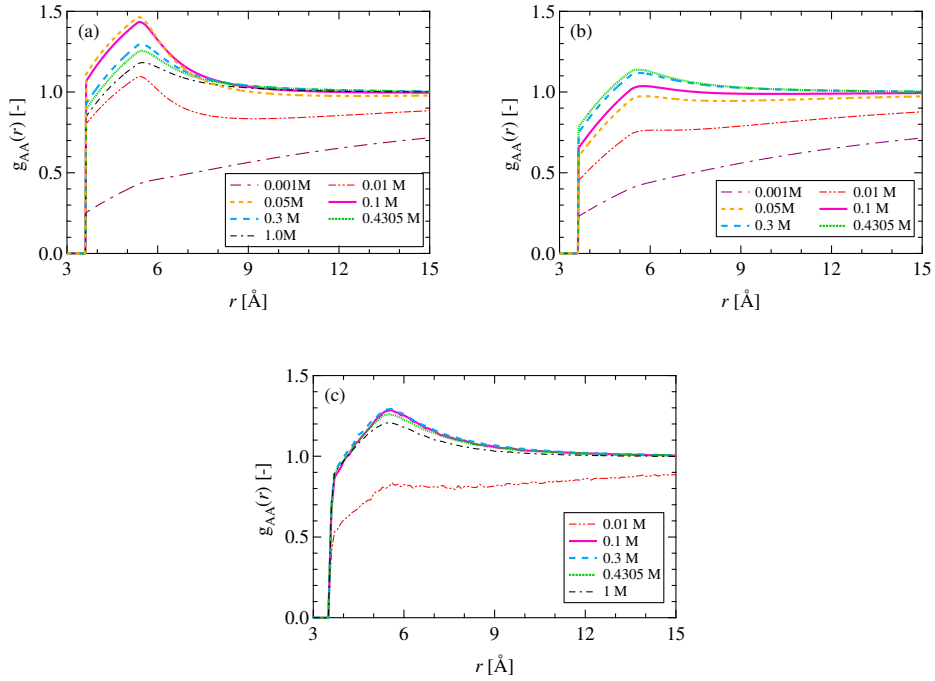 (a)
1.5
1.0
0.5
0.0
g_AA(r) [-]
0.001M 0.01 M
0.05M 0.1 M
0.3 M 0.4305 M
1.0M
3 6 9 12 15
r [Å]
(b)
1.5
1.0
0.5
0.0
g_AA(r) [-]
0.001M 0.01 M
0.05M 0.1 M
0.3 M 0.4305 M
3 6 9 12 15
r [Å]
(c)
1.5
1.0
0.5
0.0
g_AA(r) [-]
0.01 M
0.1 M
0.3 M
0.4305 M
1 M
3 6 9 12 15
r [Å]